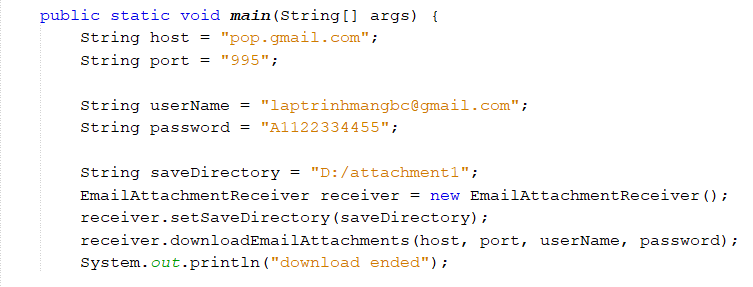 public static void main(String[] args) {
String host = "pop.gmail.com";
String port = "995";
String userName = "laptrinhmangbc@gmail.com";
String password = "A1122334455";
String saveDirectory = "D:/attachment1";
EmailAttachmentReceiver receiver = new EmailAttachmentReceiver();
receiver.setSaveDirectory(saveDirectory);
receiver.downloadEmailAttachments(host, port, userName, password);
System.out.println("download ended");